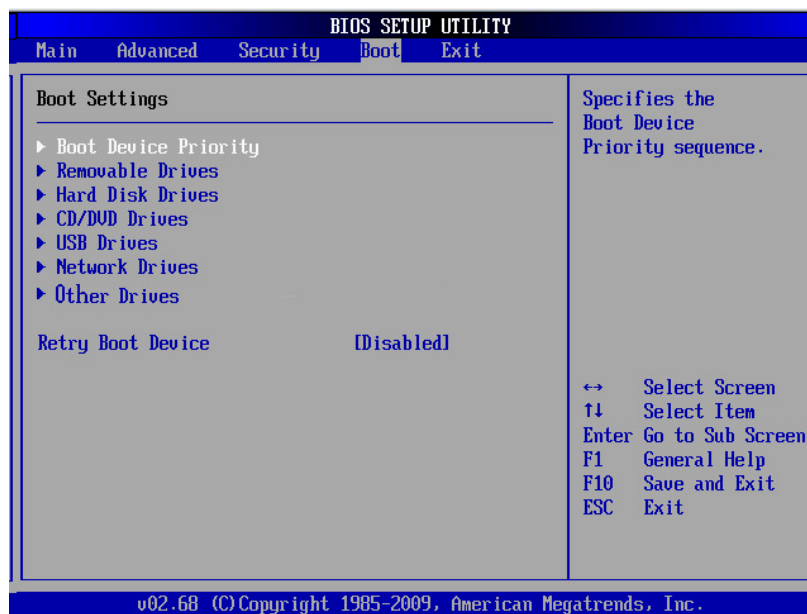 BIOS SETUP UTILITY
Main Advanced Security Boot Exit
Boot Settings
Boot Device Priority
Removable Drives
Hard Disk Drives
CD/DVD Drives
USB Drives
Network Drives
Other Drives
Retry Boot Device [Disabled]
Specifies the
Boot Device
Priority sequence.
↔ Select Screen
↑↓ Select Item
Enter Go to Sub Screen
F1 General Help
F10 Save and Exit
ESC Exit
v02.68 (C)Copyright 1985-2009, American Megatrends, Inc.